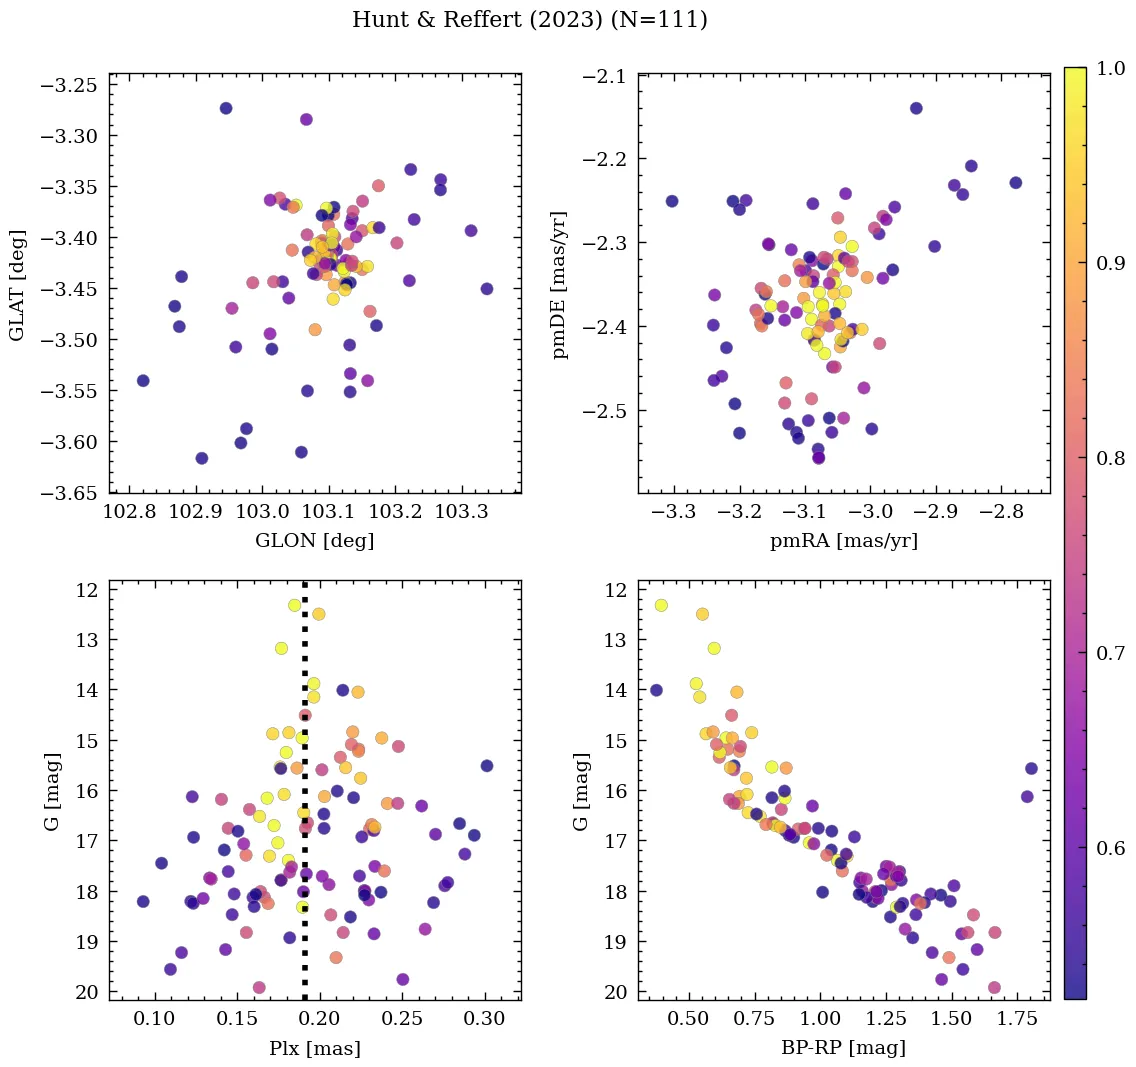 Hunt & Reffert (2023) (N=111)
−3.25
−3.30
−3.35
−3.40
−3.45
−3.50
−3.55
−3.60
−3.65
GLAT [deg]
102.8 102.9 103.0 103.1 103.2 103.3
GLON [deg]
−2.1
−2.2
−2.3
−2.4
−2.5
pmDE [mas/yr]
−3.3 −3.2 −3.1 −3.0 −2.9 −2.8
pmRA [mas/yr]
1.0
0.9
0.8
0.7
0.6
12
13
14
15
16
17
18
19
20
G [mag]
0.10 0.15 0.20 0.25 0.30
Plx [mas]
12
13
14
15
16
17
18
19
20
G [mag]
0.50 0.75 1.00 1.25 1.50 1.75
BP-RP [mag]